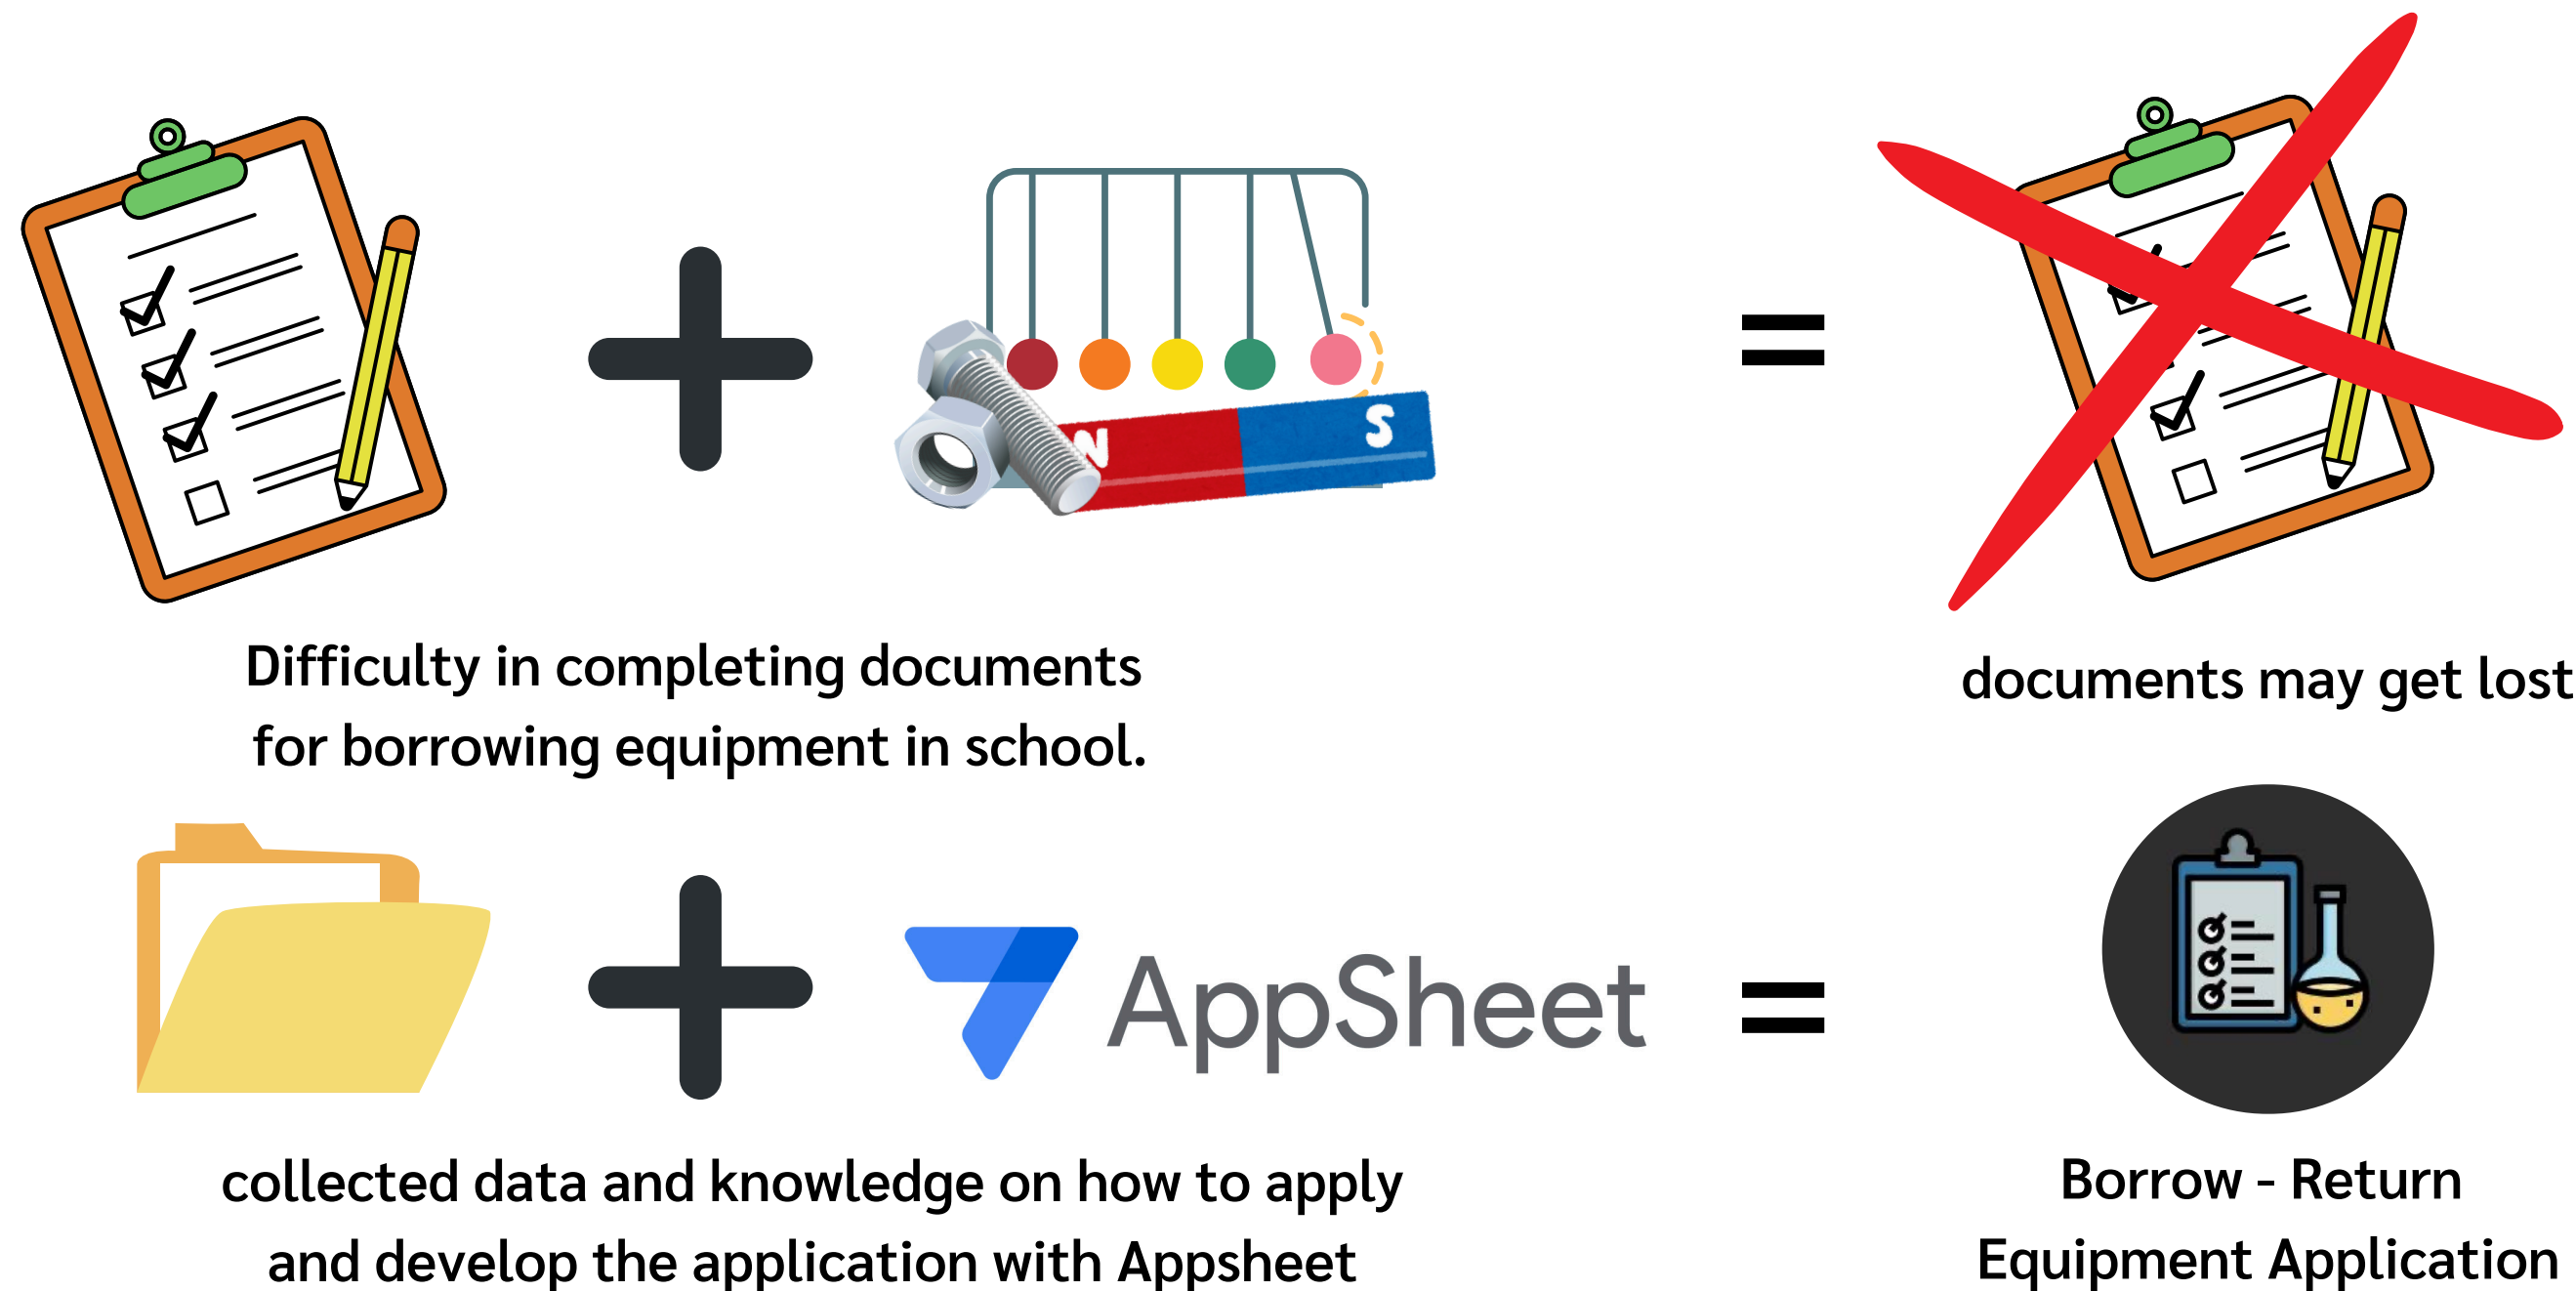 N
S
Difficulty in completing documents
for borrowing equipment in school.
documents may get lost
AppSheet
collected data and knowledge on how to apply
and develop the application with Appsheet
Borrow - Return
Equipment Application